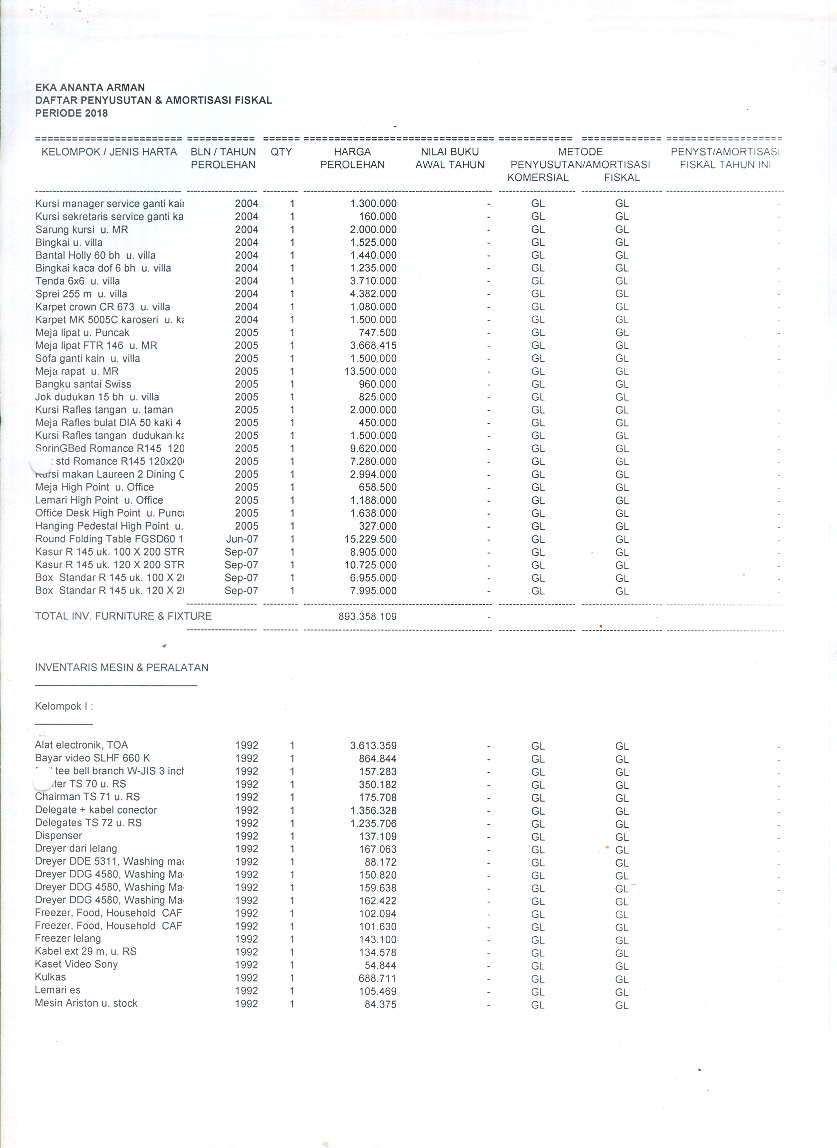 EKA ANANTA ARMAN
DAFTAR PENYUSUTAN & AMORTISASI FISKAL
PERIODE 2018
KELOMPOK / JENIS HARTA BLN / TAHUN QTY HARGA NILAI BUKU METODE PENYST/AMORTISASI
PEROLEHAN PEROLEHAN AWAL TAHUN PENYUSUTAN/AMORTISASI FISKAL TAHUN INI
KOMERSIAL FISKAL
Kursi manager service ganti kair 2004 1 1.300.000 - GL GL -
Kursi sekretaris service ganti ka 2004 1 160.000 - GL GL -
Sarung kursi u. MR 2004 1 2.000.000 - GL GL -
Bingkai u. villa 2004 1 1.525.000 - GL GL -
Bantal Holly 60 bh u. villa 2004 1 1.440.000 - GL GL -
Bingkai kaca dof 6 bh u. villa 2004 1 1.235.000 - GL GL -
Tenda 6x6 u. villa 2004 1 3.710.000 - GL GL -
Sprei 255 m u. villa 2004 1 4.382.000 - GL GL -
Karpet crown CR 673 u. villa 2004 1 1.080.000 - GL GL -
Karpet MK 5005C karoseri u. ka 2004 1 1.500.000 - GL GL -
Meja lipat u. Puncak 2005 1 747.500 - GL GL -
Meja lipat FTR 146 u. MR 2005 1 3.668.415 - GL GL -
Sofa ganti kain u. villa 2005 1 1.500.000 - GL GL -
Meja rapat u. MR 2005 1 13.500.000 - GL GL -
Bangku santai Swiss 2005 1 960.000 - GL GL -
Jok dudukan 15 bh u. villa 2005 1 825.000 - GL GL -
Kursi Rafles tangan u. taman 2005 1 2.000.000 - GL GL -
Meja Rafles bulat DIA 50 kaki 4 2005 1 450.000 - GL GL -
Kursi Rafles tangan dudukan ka 2005 1 1.500.000 - GL GL -
SprinGBed Romance R145 120 2005 1 9.620.000 - GL GL -
std Romance R145 120x20 2005 1 7.280.000 - GL GL -
Kursi makan Laureen 2 Dining C 2005 1 2.994.000 - GL GL -
Meja High Point u. Office 2005 1 658.500 - GL GL -
Lemari High Point u. Office 2005 1 1.188.000 - GL GL -
Office Desk High Point u. Punca 2005 1 1.638.000 - GL GL -
Hanging Pedestal High Point u. 2005 1 327.000 - GL GL -
Round Folding Table FGSD60 1 Jun-07 1 15.229.500 - GL GL -
Kasur R 145 uk. 100 X 200 STR Sep-07 1 8.905.000 - GL GL -
Kasur R 145 uk. 120 X 200 STR Sep-07 1 10.725.000 - GL GL -
Box Standar R 145 uk. 100 X 20 Sep-07 1 6.955.000 - GL GL -
Box Standar R 145 uk. 120 X 20 Sep-07 1 7.995.000 - GL GL -
TOTAL INV. FURNITURE & FIXTURE 893.358.109 -
INVENTARIS MESIN & PERALATAN
Kelompok I :
Alat electronik, TOA 1992 1 3.613.359 - GL GL -
Bayar video SLHF 660 K 1992 1 864.844 - GL GL -
tee bell branch W-JIS 3 inch 1992 1 157.283 - GL GL -
TS 70 u. RS 1992 1 350.182 - GL GL -
Chairman TS 71 u. RS 1992 1 175.708 - GL GL -
Delegate + kabel conector 1992 1 1.356.328 - GL GL -
Delegates TS 72 u. RS 1992 1 1.235.706 - GL GL -
Dispenser 1992 1 137.109 - GL GL -
Dreyer dari lelang 1992 1 167.063 - GL GL -
Dreyer DDE 5311, Washing mac 1992 1 88.172 - GL GL -
Dreyer DDG 4580, Washing Ma 1992 1 150.820 - GL GL -
Dreyer DDG 4580, Washing Ma 1992 1 159.638 - GL GL -
Dreyer DDG 4580, Washing Ma 1992 1 162.422 - GL GL -
Freezer, Food, Household CAF 1992 1 102.094 - GL GL -
Freezer, Food, Household CAF 1992 1 101.630 - GL GL -
Freezer lelang 1992 1 143.100 - GL GL -
Kabel ext 29 m, u. RS 1992 1 134.578 - GL GL -
Kaset Video Sony 1992 1 54.844 - GL GL -
Kulkas 1992 1 688.711 - GL GL -
Lemari es 1992 1 105.469 - GL GL -
Mesin Ariston u. stock 1992 1 84.375 - GL GL -